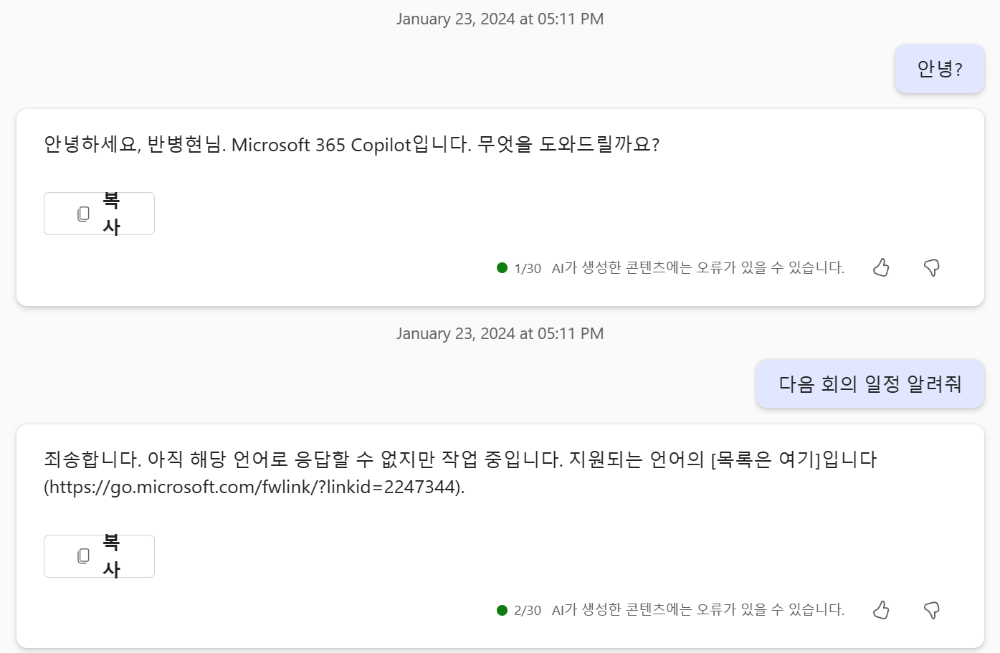 January 23, 2024 at 05:11 PM
안녕?
안녕하세요, 반병현님. Microsoft 365 Copilot입니다. 무엇을 도와드릴까요?
복
사
1/30 AI가 생성한 콘텐츠에는 오류가 있을 수 있습니다.
January 23, 2024 at 05:11 PM
다음 회의 일정 알려줘
죄송합니다. 아직 해당 언어로 응답할 수 없지만 작업 중입니다. 지원되는 언어의 [목록은 여기]입니다
(https://go.microsoft.com/fwlink/?linkid=2247344).
복
사
2/30 AI가 생성한 콘텐츠에는 오류가 있을 수 있습니다.